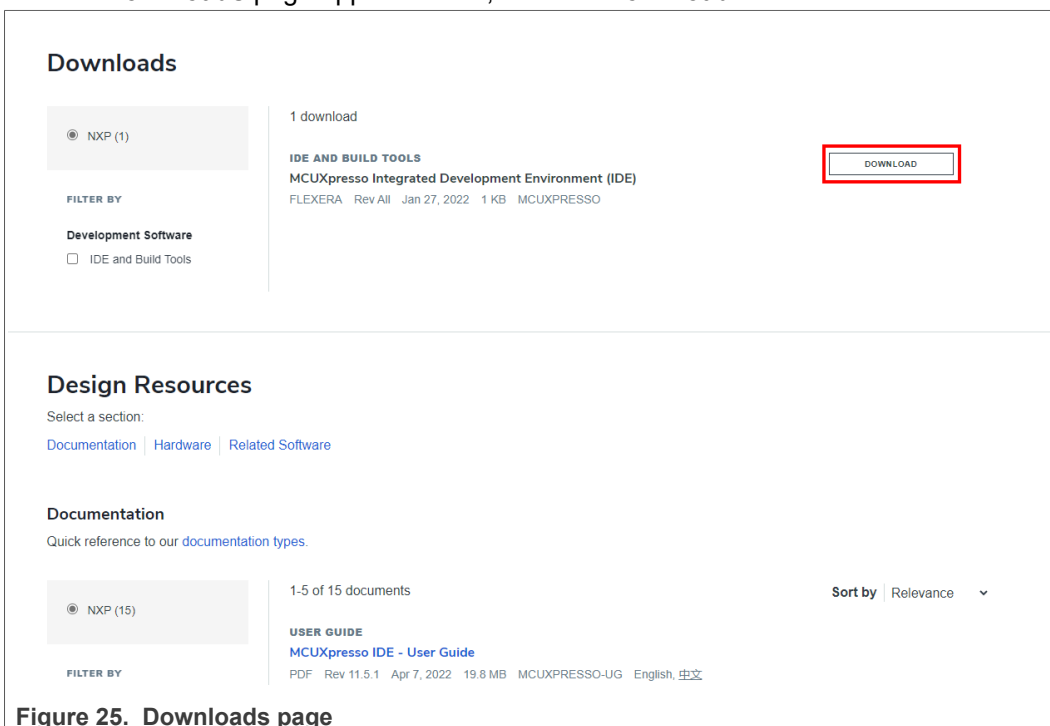 Downloads
NXP (1)
FILTER BY
Development Software
IDE and Build Tools
1 download
IDE AND BUILD TOOLS
MCUXpresso Integrated Development Environment (IDE)
FLEXERA Rev All Jan 27, 2022 1 KB MCUXPRESSO
DOWNLOAD
Design Resources
Select a section:
Documentation Hardware Related Software
Documentation
Quick reference to our documentation types.
NXP (15)
FILTER BY
1-5 of 15 documents
Sort by Relevance
USER GUIDE
MCUXpresso IDE - User Guide
PDF Rev 11.5.1 Apr 7, 2022 19.8 MB MCUXPRESSO-UG English, 中文
Figure 25. Downloads page